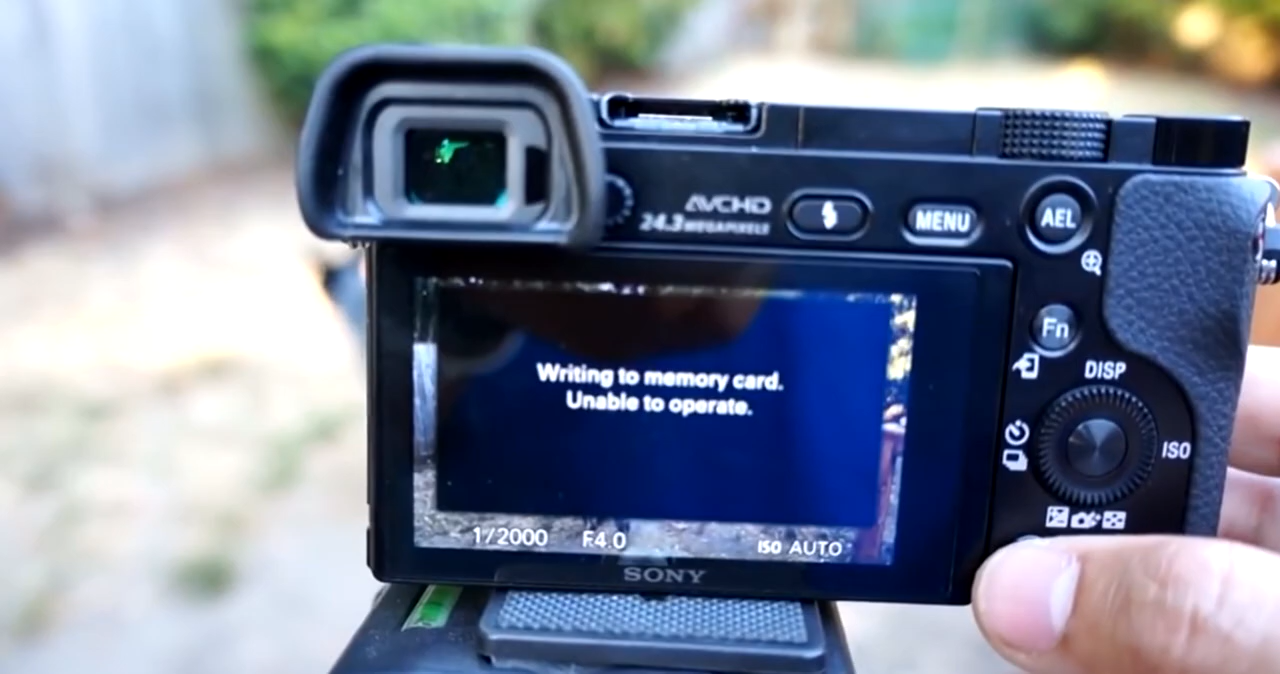 AVCHD
24.3 MEGAPIXELS
MENU
AEL
Fn
DISP
ISO
Writing to memory card.
Unable to operate.
1/2000 F4.0 ISO AUTO
SONY